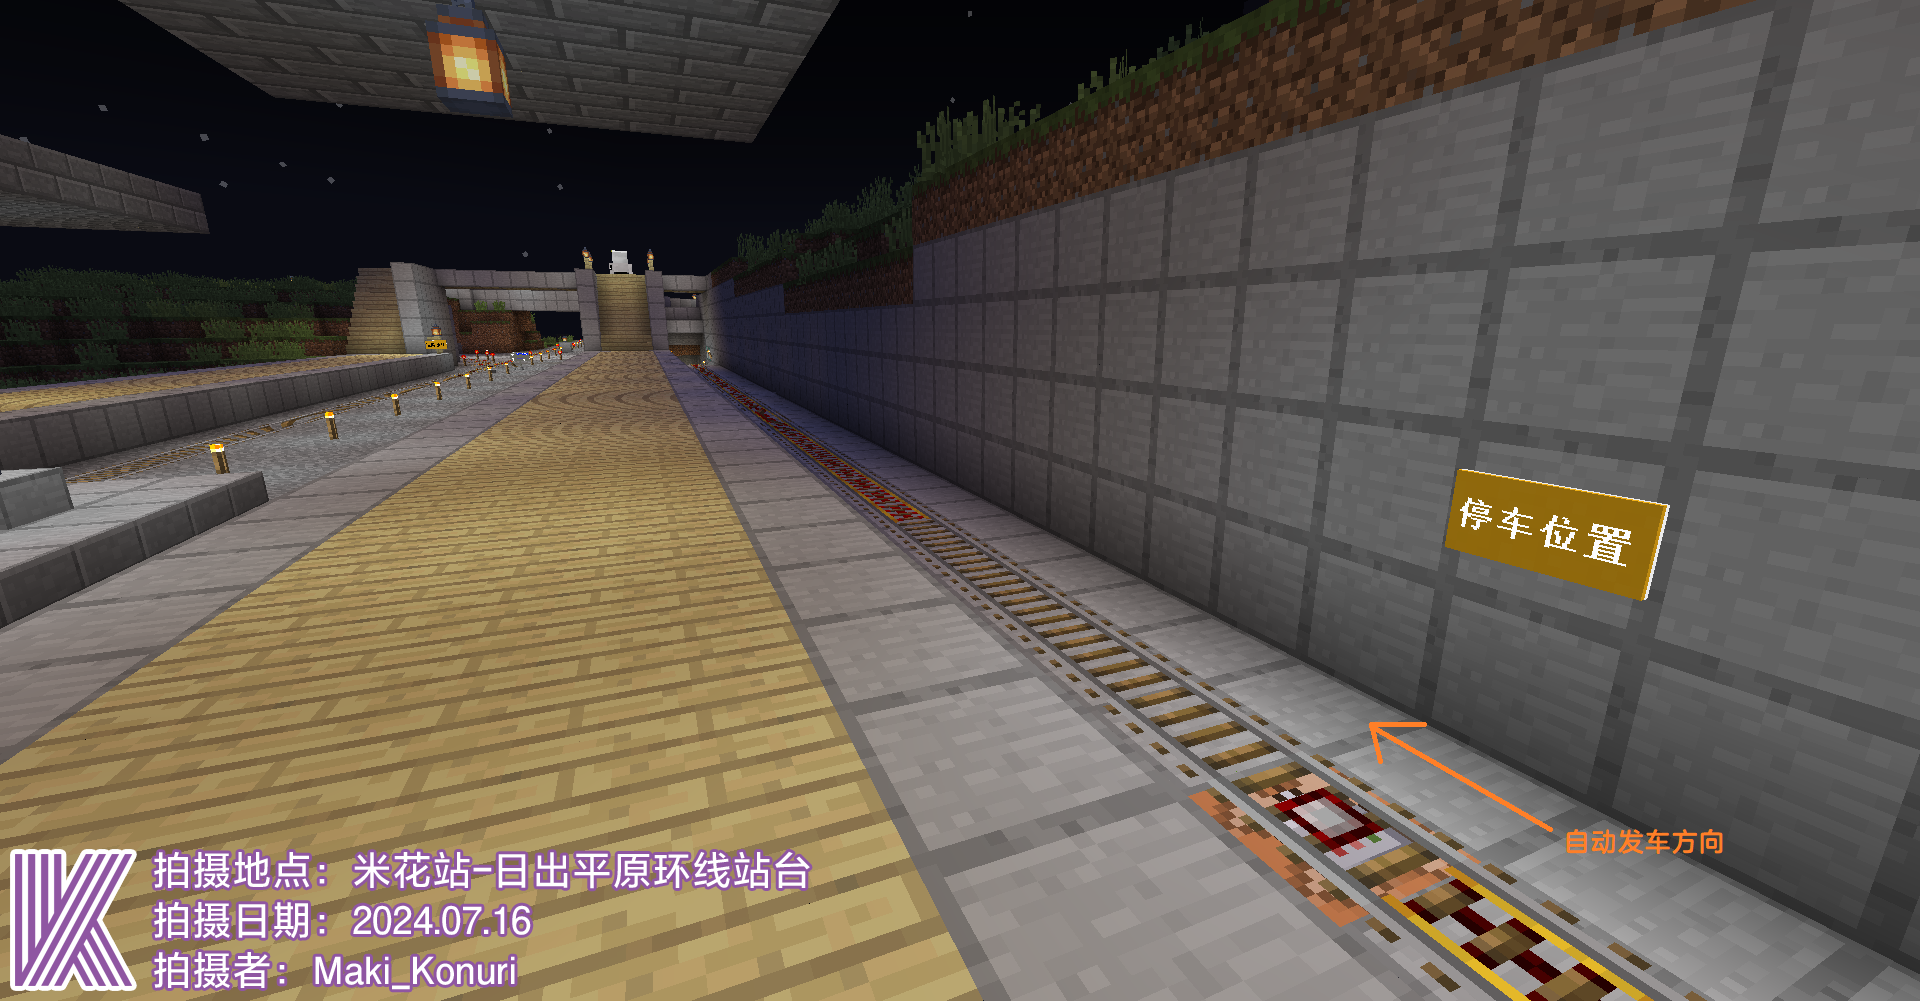 停车位置
自动发车方向
拍摄地点：米花站-日出平原环线站台
拍摄日期：2024.07.16
拍摄者：Maki_Konuri